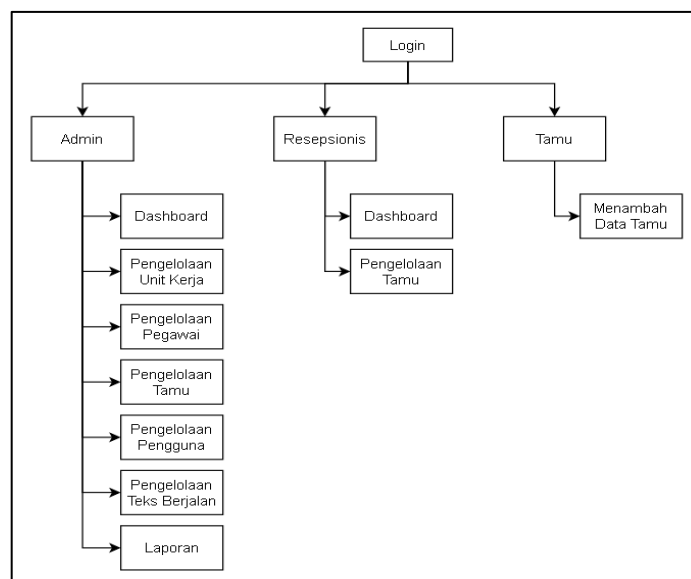 Login
Admin
Resepsionis
Tamu
Dashboard
Pengelolaan
Unit Kerja
Pengelolaan
Pegawai
Pengelolaan
Tamu
Pengelolaan
Pengguna
Pengelolaan
Teks Berjalan
Laporan
Dashboard
Pengelolaan
Tamu
Menambah
Data Tamu